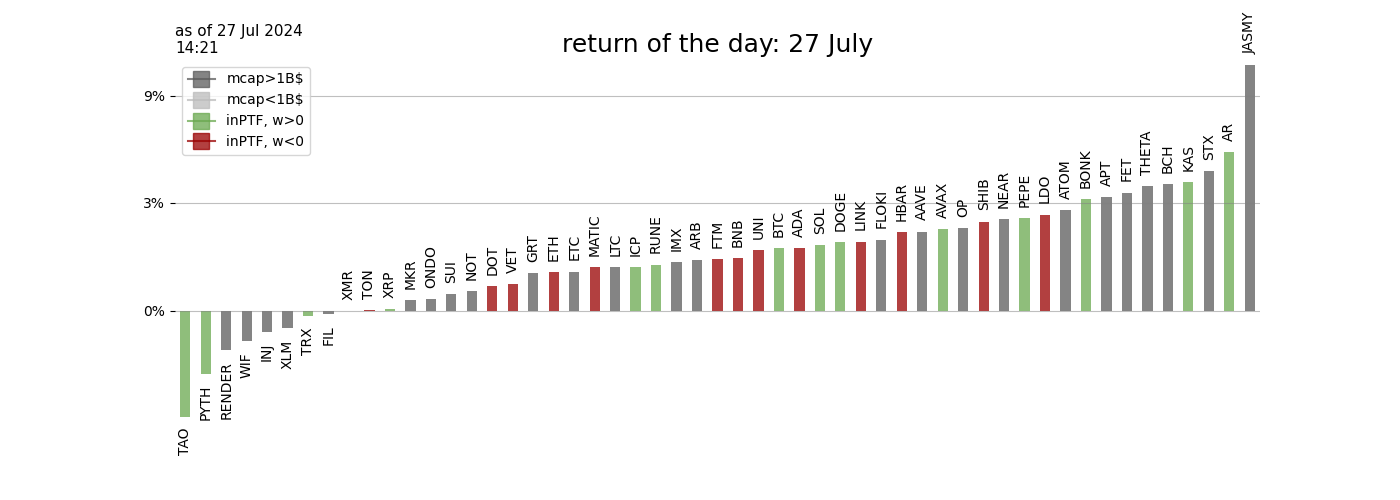 as of 27 Jul 2024
14:21
return of the day: 27 July
mcap>1B$
mcap<1B$
inPTF, w>0
inPTF, w<0
9%
3%
0%
TAO
PYTH
RENDER
WIF
INJ
XLM
TRX
FIL
XMR
TON
XRP
MKR
ONDO
SUI
NOT
DOT
VET
GRT
ETH
ETC
MATIC
LTC
ICP
RUNE
IMX
ARB
FTM
BNB
UNI
BTC
ADA
SOL
DOGE
LINK
FLOKI
HBAR
AAVE
AVAX
OP
SHIB
NEAR
PEPE
LDO
ATOM
BONK
APT
FET
THETA
BCH
KAS
STX
AR
JASMY